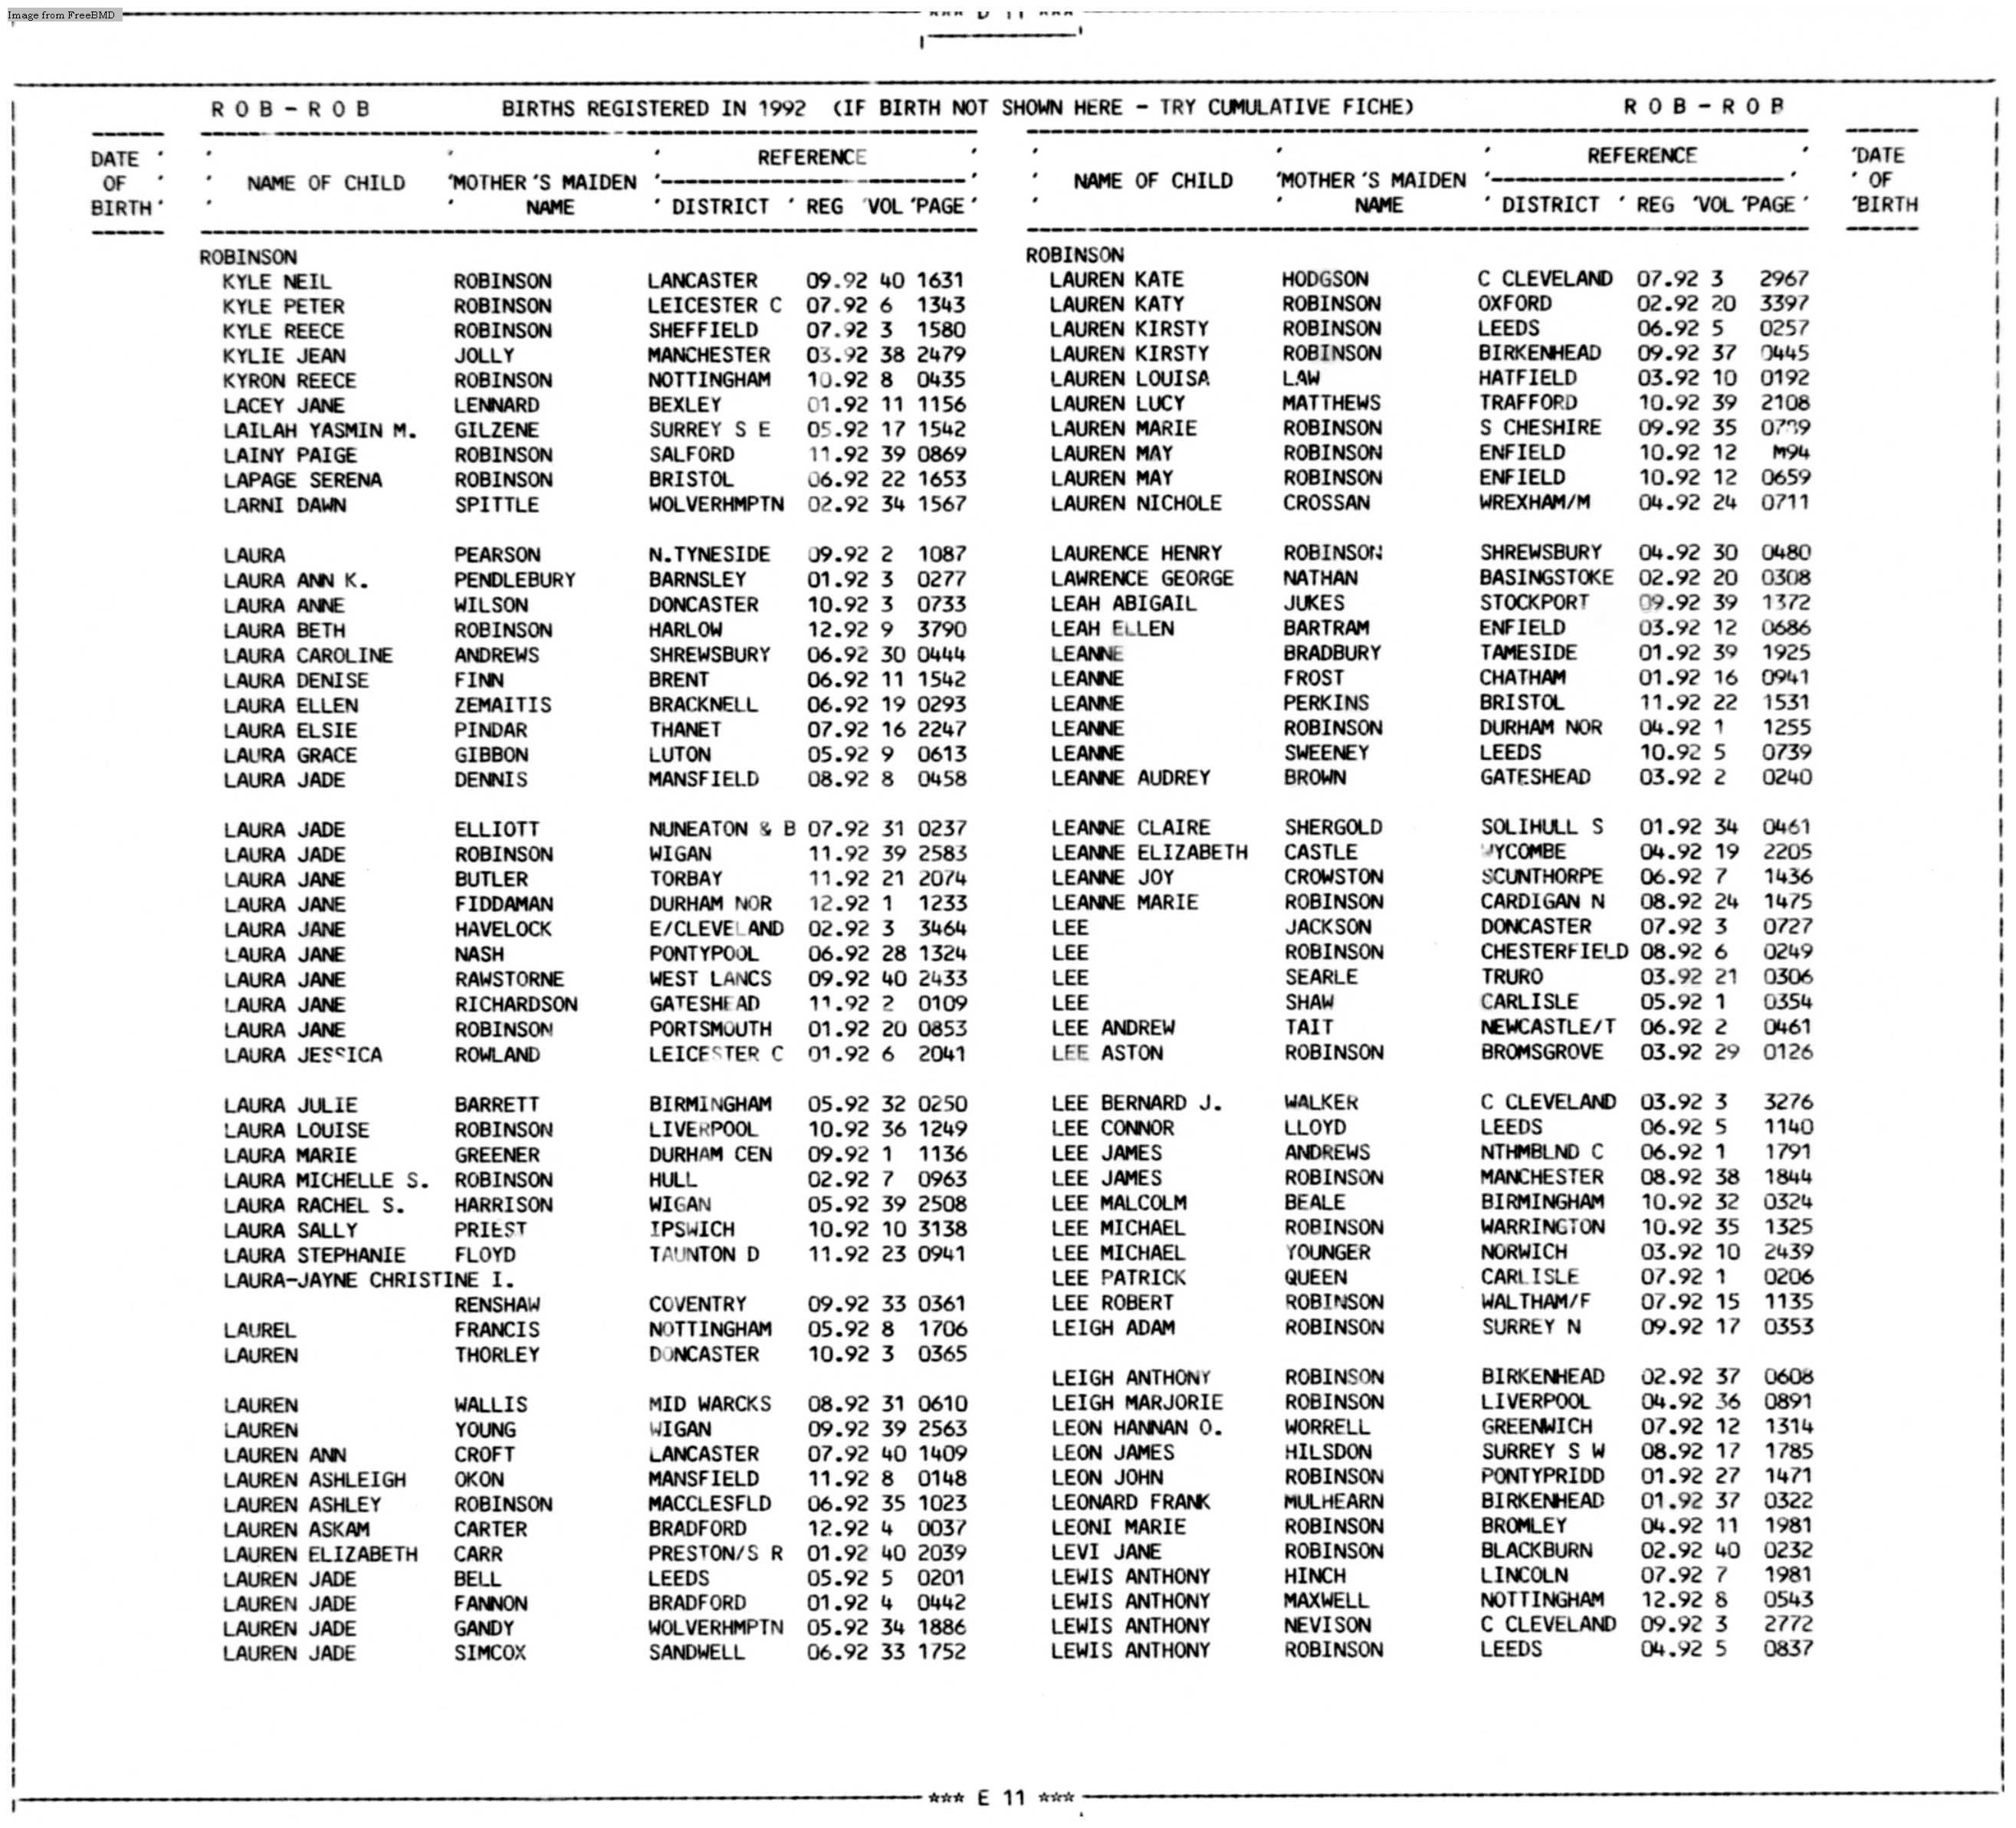 Image from FreeBMD
*** D 11 ***
ROB-ROB BIRTHS REGISTERED IN 1992 (IF BIRTH NOT SHOWN HERE - TRY CUMULATIVE FICHE) ROB-ROB
DATE OF BIRTH NAME OF CHILD MOTHER'S MAIDEN NAME REFERENCE DISTRICT REG VOL PAGE
ROBINSON
KYLE NEIL ROBINSON LANCASTER 09.92 40 1631
KYLE PETER ROBINSON LEICESTER C 07.92 6 1343
KYLE REECE ROBINSON SHEFFIELD 07.92 3 1580
KYLIE JEAN JOLLY MANCHESTER 03.92 38 2479
KYRON REECE ROBINSON NOTTINGHAM 10.92 8 0435
LACEY JANE LENNARD BEXLEY 01.92 11 1156
LAILAH YASMIN M. GILZENE SURREY S E 05.92 17 1542
LAINY PAIGE ROBINSON SALFORD 11.92 39 0869
LAPAGE SERENA ROBINSON BRISTOL 06.92 22 1653
LARNI DAWN SPITTLE WOLVERHMPTN 02.92 34 1567
LAURA PEARSON N.TYNESIDE 09.92 2 1087
LAURA ANN K. PENDLEBURY BARNSLEY 01.92 3 0277
LAURA ANNE WILSON DONCASTER 10.92 3 0733
LAURA BETH ROBINSON HARLOW 12.92 9 3790
LAURA CAROLINE ANDREWS SHREWSBURY 06.92 30 0444
LAURA DENISE FINN BRENT 06.92 11 1542
LAURA ELLEN ZEMAITIS BRACKNELL 06.92 19 0293
LAURA ELSIE PINDAR THANET 07.92 16 2247
LAURA GRACE GIBBON LUTON 05.92 9 0613
LAURA JADE DENNIS MANSFIELD 08.92 8 0458
LAURA JADE ELLIOTT NUNEATON & B 07.92 31 0237
LAURA JADE ROBINSON WIGAN 11.92 39 2583
LAURA JANE BUTLER TORBAY 11.92 21 2074
LAURA JANE FIDDAMAN DURHAM NOR 12.92 1 1233
LAURA JANE HAVELOCK E/CLEVELAND 02.92 3 3464
LAURA JANE NASH PONTYPOOL 06.92 28 1324
LAURA JANE RAWSTORNE WEST LANCS 09.92 40 2433
LAURA JANE RICHARDSON GATESHEAD 11.92 2 0109
LAURA JANE ROBINSON PORTSMOUTH 01.92 20 0853
LAURA JESSICA ROWLAND LEICESTER C 01.92 6 2041
LAURA JULIE BARRETT BIRMINGHAM 05.92 32 0250
LAURA LOUISE ROBINSON LIVERPOOL 10.92 36 1249
LAURA MARIE GREENER DURHAM CEN 09.92 1 1136
LAURA MICHELLE S. ROBINSON HULL 02.92 7 0963
LAURA RACHEL S. HARRISON WIGAN 05.92 39 2508
LAURA SALLY PRIEST IPSWICH 10.92 10 3138
LAURA STEPHANIE FLOYD TAUNTON D 11.92 23 0941
LAURA-JAYNE CHRISTINE I.
RENSHAW COVENTRY 09.92 33 0361
LAUREL FRANCIS NOTTINGHAM 05.92 8 1706
LAUREN THORLEY DONCASTER 10.92 3 0365
LAUREN WALLIS MID WARCKS 08.92 31 0610
LAUREN YOUNG WIGAN 09.92 39 2563
LAUREN ANN CROFT LANCASTER 07.92 40 1409
LAUREN ASHLEIGH OKON MANSFIELD 11.92 8 0148
LAUREN ASHLEY ROBINSON MACCLESFLD 06.92 35 1023
LAUREN ASKAM CARTER BRADFORD 12.92 4 0037
LAUREN ELIZABETH CARR PRESTON/S R 01.92 40 2039
LAUREN JADE BELL LEEDS 05.92 5 0201
LAUREN JADE FANNON BRADFORD 01.92 4 0442
LAUREN JADE GANDY WOLVERHMPTN 05.92 34 1886
LAUREN JADE SIMCOX SANDWELL 06.92 33 1752
NAME OF CHILD MOTHER'S MAIDEN NAME REFERENCE DISTRICT REG VOL PAGE DATE OF BIRTH
ROBINSON
LAUREN KATE HODGSON C CLEVELAND 07.92 3 2967
LAUREN KATY ROBINSON OXFORD 02.92 20 3397
LAUREN KIRSTY ROBINSON LEEDS 06.92 5 0257
LAUREN KIRSTY ROBINSON BIRKENHEAD 09.92 37 0445
LAUREN LOUISA LAW HATFIELD 03.92 10 0192
LAUREN LUCY MATTHEWS TRAFFORD 10.92 39 2108
LAUREN MARIE ROBINSON S CHESHIRE 09.92 35
LAUREN MAY ROBINSON ENFIELD 10.92 12 M94
LAUREN MAY ROBINSON ENFIELD 10.92 12 0659
LAUREN NICHOLE CROSSAN WREXHAM/M 04.92 24 0711
LAURENCE HENRY ROBINSON SHREWSBURY 04.92 30 0480
LAWRENCE GEORGE NATHAN BASINGSTOKE 02.92 20 0308
LEAH ABIGAIL JUKES STOCKPORT 09.92 39 1372
LEAH ELLEN BARTRAM ENFIELD 03.92 12 0686
LEANNE BRADBURY TAMESIDE 01.92 39 1925
LEANNE FROST CHATHAM 01.92 16 0941
LEANNE PERKINS BRISTOL 11.92 22 1531
LEANNE ROBINSON DURHAM NOR 04.92 1 1255
LEANNE SWEENEY LEEDS 10.92 5 0739
LEANNE AUDREY BROWN GATESHEAD 03.92 2 0240
LEANNE CLAIRE SHERGOLD SOLIHULL S 01.92 34 0461
LEANNE ELIZABETH CASTLE WYCOMBE 04.92 19 2205
LEANNE JOY CROWSTON SCUNTHORPE 06.92 7 1436
LEANNE MARIE ROBINSON CARDIGAN N 08.92 24 1475
LEE JACKSON DONCASTER 07.92 3 0727
LEE ROBINSON CHESTERFIELD 08.92 6 0249
LEE SEARLE TRURO 03.92 21 0306
LEE SHAW CARLISLE 05.92 1 0354
LEE ANDREW TAIT NEWCASTLE/T 06.92 2 0461
LEE ASTON ROBINSON BROMSGROVE 03.92 29 0126
LEE BERNARD J. WALKER C CLEVELAND 03.92 3 3276
LEE CONNOR LLOYD LEEDS 06.92 5 1140
LEE JAMES ANDREWS NTHMBLND C 06.92 1 1791
LEE JAMES ROBINSON MANCHESTER 08.92 38 1844
LEE MALCOLM BEALE BIRMINGHAM 10.92 32 0324
LEE MICHAEL ROBINSON WARRINGTON 10.92 35 1325
LEE MICHAEL YOUNGER NORWICH 03.92 10 2439
LEE PATRICK QUEEN CARLISLE 07.92 1 0206
LEE ROBERT ROBINSON WALTHAM/F 07.92 15 1135
LEIGH ADAM ROBINSON SURREY N 09.92 17 0353
LEIGH ANTHONY ROBINSON BIRKENHEAD 02.92 37 0608
LEIGH MARJORIE ROBINSON LIVERPOOL 04.92 36 0891
LEON HANNAN O. WORRELL GREENWICH 07.92 12 1314
LEON JAMES HILSDON SURREY S W 08.92 17 1785
LEON JOHN ROBINSON PONTYPRIDD 01.92 27 1471
LEONARD FRANK MULHEARN BIRKENHEAD 01.92 37 0322
LEONI MARIE ROBINSON BROMLEY 04.92 11 1981
LEVI JANE ROBINSON BLACKBURN 02.92 40 0232
LEWIS ANTHONY HINCH LINCOLN 07.92 7 1981
LEWIS ANTHONY MAXWELL NOTTINGHAM 12.92 8 0543
LEWIS ANTHONY NEVISON C CLEVELAND 09.92 3 2772
LEWIS ANTHONY ROBINSON LEEDS 04.92 5 0837
*** E 11 ***